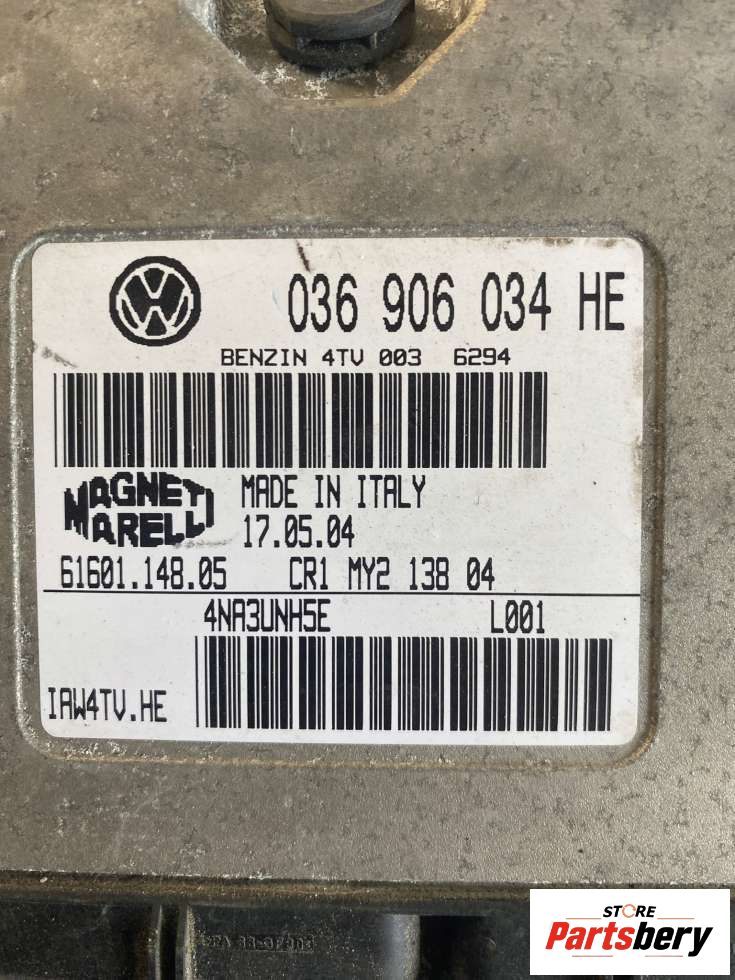 036 906 034 HE
BENZIN 4TV 003 6294
MAGNETI MADE IN ITALY
MARELLI 17.05.04
61601.148.05 CR1 MY2 138 04
4NA3UNH5E L001
IAW4TV.HE
STORE
Partsbery